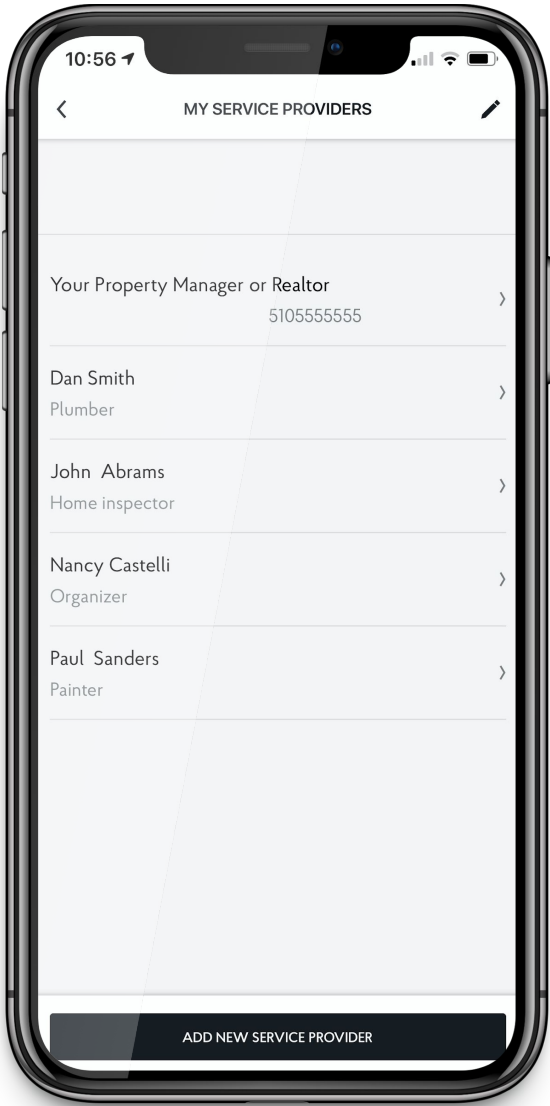 10:56
MY SERVICE PROVIDERS
Your Property Manager or Realtor
5105555555
Dan Smith
Plumber
John Abrams
Home inspector
Nancy Castelli
Organizer
Paul Sanders
Painter
ADD NEW SERVICE PROVIDER